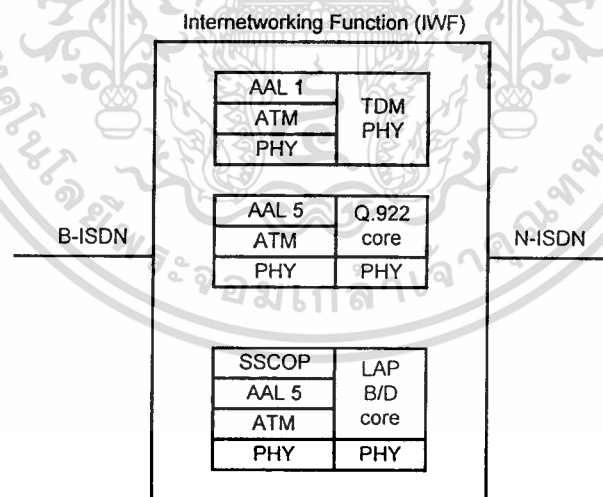 Internetworking Function (IWF)
AAL 1
ATM
PHY
TDM
PHY
AAL 5
ATM
PHY
Q.922
core
PHY
B-ISDN
N-ISDN
SSCOP
AAL 5
ATM
PHY
LAP
B/D
core
PHY